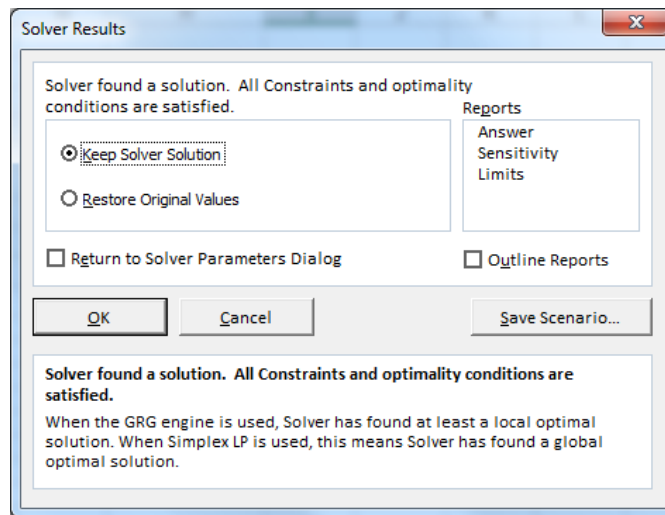 Solver Results
Solver found a solution.  All Constraints and optimality
conditions are satisfied.
Reports
Answer
Sensitivity
Limits
Keep Solver Solution
Restore Original Values
Return to Solver Parameters Dialog
Outline Reports
OK
Cancel
Save Scenario...
Solver found a solution.  All Constraints and optimality conditions are
satisfied.
When the GRG engine is used, Solver has found at least a local optimal
solution. When Simplex LP is used, this means Solver has found a global
optimal solution.